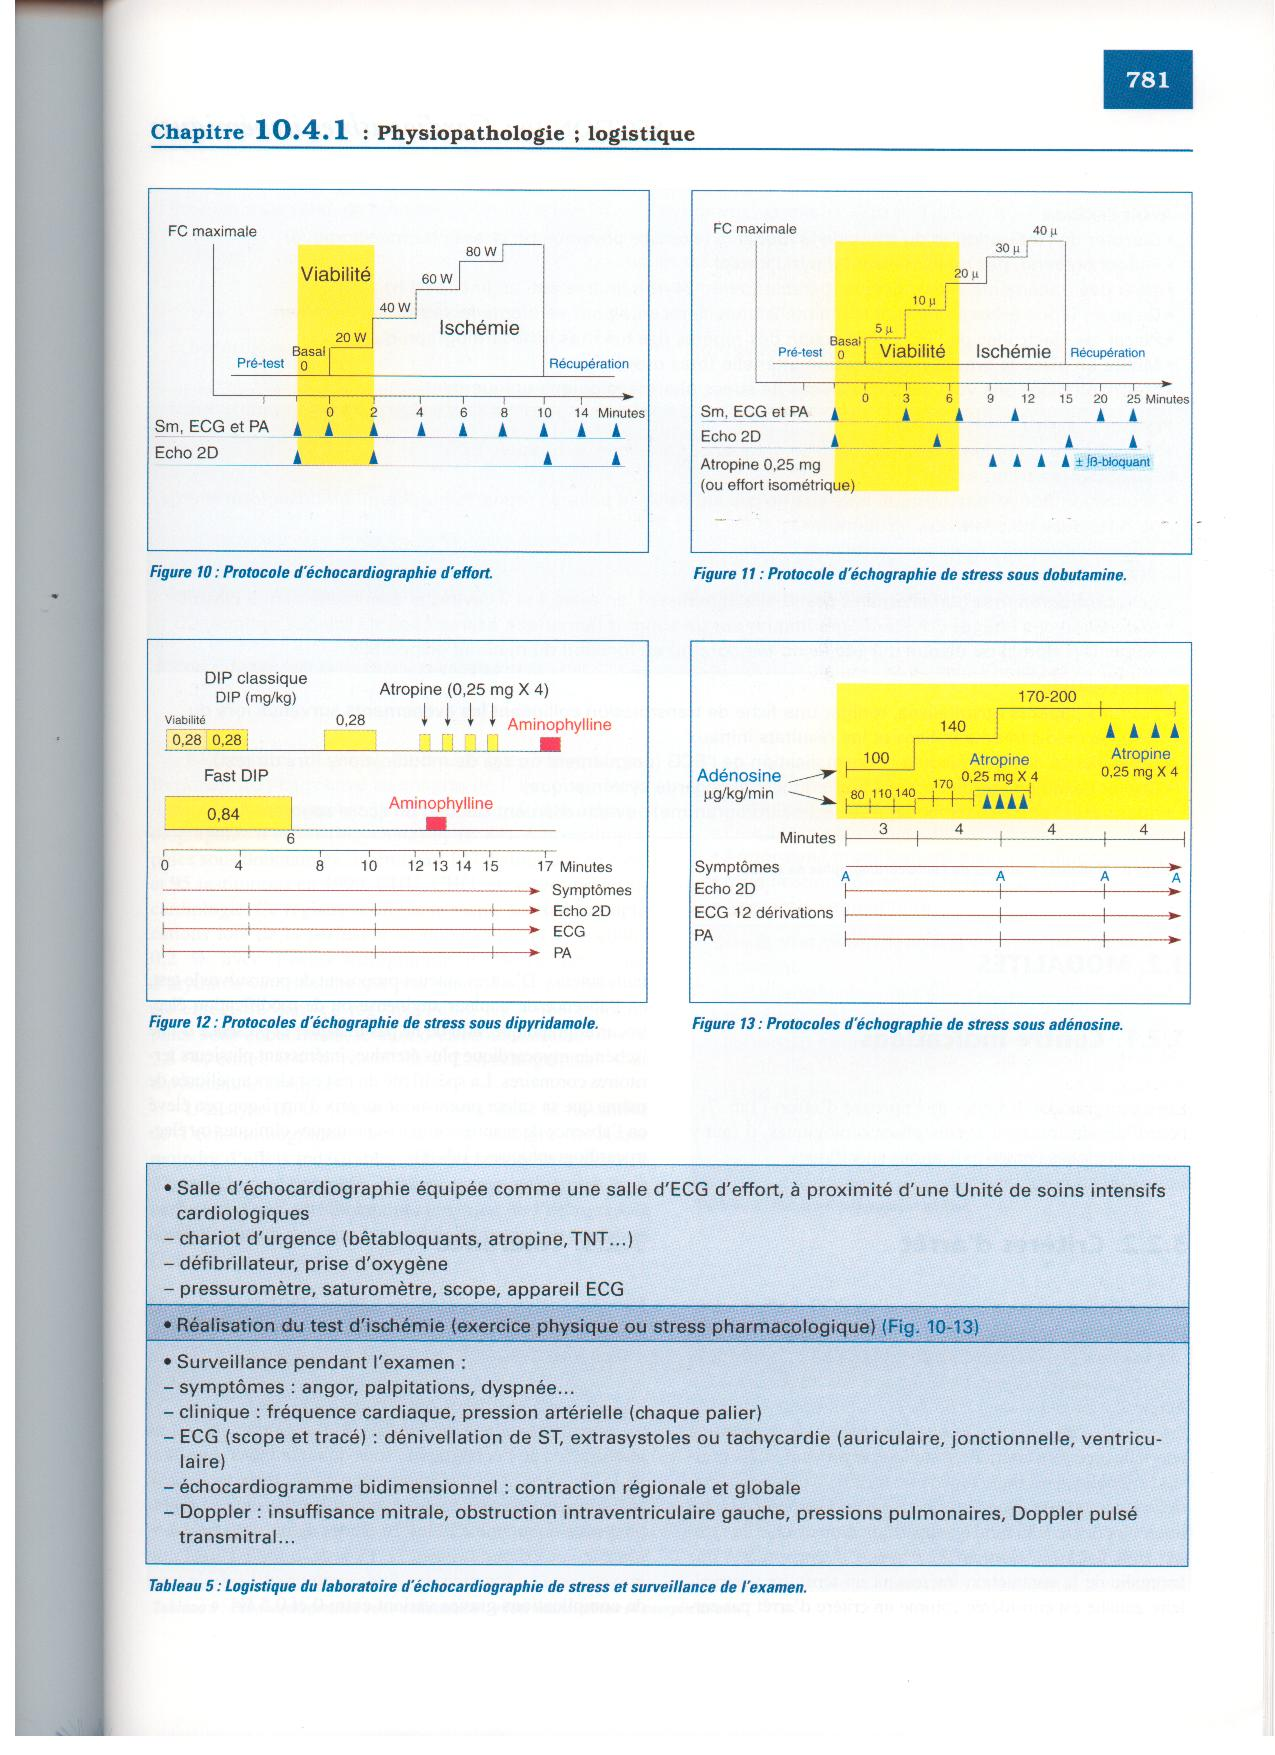 781
Chapitre 10.4.1 : Physiopathologie ; logistique
FC maximale
Viabilité
80 W
60 W
40 W
Ischémie
20 W
Basal
Pré-test
0
Récupération
0 2 4 6 8 10 14 Minutes
Sm, ECG et PA
Echo 2D
Figure 10 : Protocole d'échocardiographie d'effort.
FC maximale
40 µ
30 µ
20 µ
10 µ
5 µ
Basal
Pré-test
0
Viabilité
Ischémie
Récupération
0 3 6 9 12 15 20 25 Minutes
Sm, ECG et PA
Echo 2D
Atropine 0,25 mg
± ∫ß-bloquant
(ou effort isométrique)
Figure 11 : Protocole d'échographie de stress sous dobutamine.
DIP classique
DIP (mg/kg)
Atropine (0,25 mg X 4)
Viabilité
0,28 0,28
0,28
Aminophylline
Fast DIP
0,84
Aminophylline
6
0 4 8 10 12 13 14 15 17 Minutes
Symptômes
Echo 2D
ECG
PA
Figure 12 : Protocoles d'échographie de stress sous dipyridamole.
170-200
140
100
Atropine
0,25 mg X 4
Atropine
0,25 mg X 4
Adénosine
µg/kg/min
80 110 140
170
Minutes
3 4 4 4
Symptômes
A A A A
Echo 2D
ECG 12 dérivations
PA
Figure 13 : Protocoles d'échographie de stress sous adénosine.
• Salle d'échocardiographie équipée comme une salle d'ECG d'effort, à proximité d'une Unité de soins intensifs
cardiologiques
– chariot d'urgence (bêtabloquants, atropine, TNT...)
– défibrillateur, prise d'oxygène
– pressuromètre, saturomètre, scope, appareil ECG
• Réalisation du test d'ischémie (exercice physique ou stress pharmacologique) (Fig. 10-13)
• Surveillance pendant l'examen :
– symptômes : angor, palpitations, dyspnée...
– clinique : fréquence cardiaque, pression artérielle (chaque palier)
– ECG (scope et tracé) : dénivellation de ST, extrasystoles ou tachycardie (auriculaire, jonctionnelle, ventricu-
laire)
– échocardiogramme bidimensionnel : contraction régionale et globale
– Doppler : insuffisance mitrale, obstruction intraventriculaire gauche, pressions pulmonaires, Doppler pulsé
transmitral...
Tableau 5 : Logistique du laboratoire d'échocardiographie de stress et surveillance de l'examen.